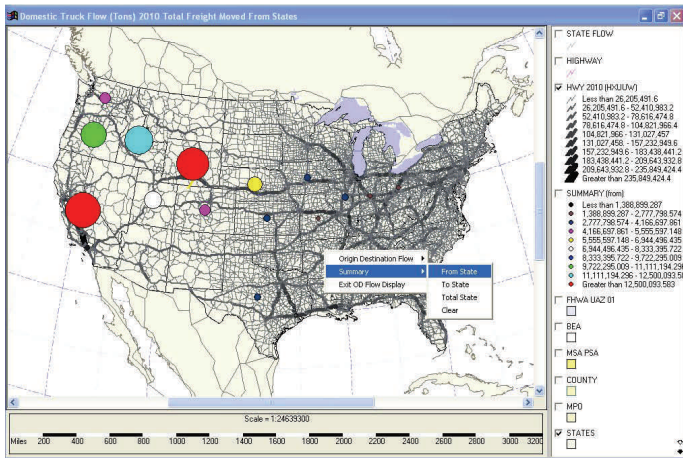 Domestic Truck Flow (Tons) 2010 Total Freight Moved From States
Origin Destination Flow
Summary
Exit OD Flow Display
From State
To State
Total State
Clear
Scale = 1:24639300
Miles 200 400 600 800 1000 1200 1400 1600 1800 2000 2200 2400 2600 2800 3000 3200
STATE FLOW
HIGHWAY
HWY 2010 (HXUUW)
Less than 26,205,491.6
26,205,491.6 - 52,410,983.2
52,410,983.2 - 78,616,474.8
78,616,474.8 - 104,821,966.4
104,821,966 - 131,027,457
131,027,458. - 157,232,949.6
157,232,949.6 - 183,438,441.2
183,438,441.2 - 209,643,932.8
209,643,932.8 - 235,849,424.4
Greater than 235,849,424.4
SUMMARY (from)
Less than 1,388,899.287
1,388,899.287 - 2,777,798.574
2,777,798.574 - 4,166,697.861
4,166,697.861 - 5,555,597.148
5,555,597.148 - 6,944,496.435
6,944,496.435 - 8,333,395.722
8,333,395.722 - 9,722,295.009
9,722,295.009 - 11,111,194.296
11,111,194.296 - 12,500,093.58
Greater than 12,500,093.583
FHWA UAZ 01
BEA
MSA PSA
COUNTY
MPO
STATES